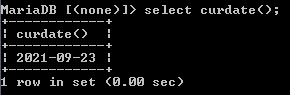 MariaDB [(none)]> select curdate();
+------------+
¦ curdate()  ¦
+------------+
¦ 2021-09-23 ¦
+------------+
1 row in set (0.00 sec)